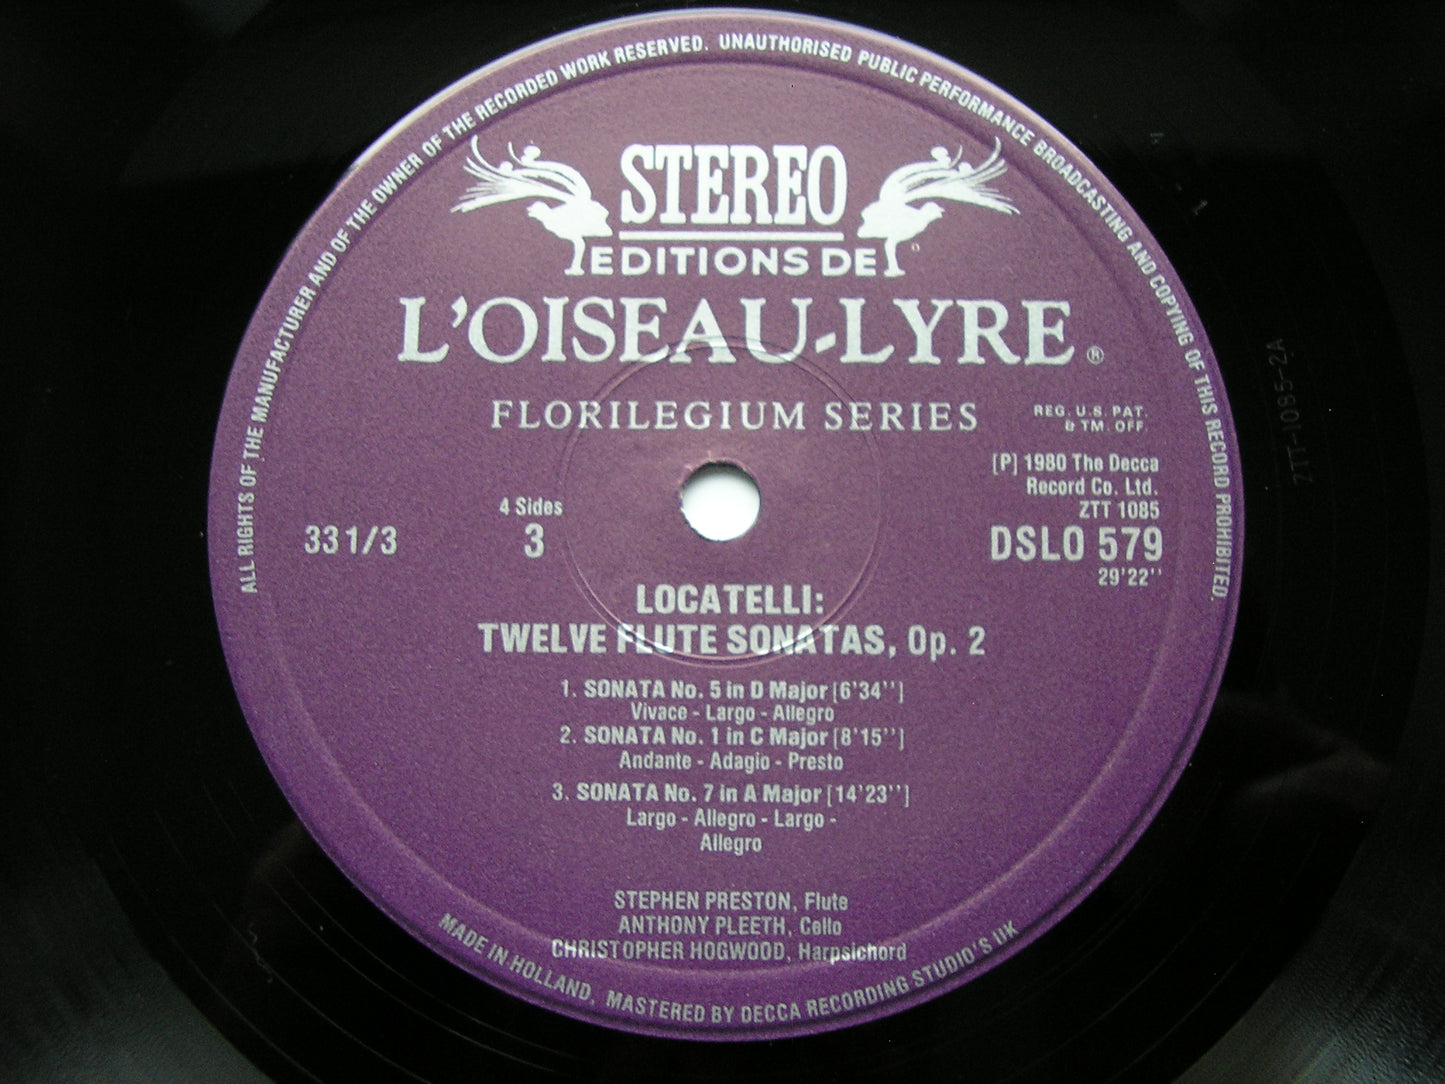 ALL RIGHTS OF THE MANUFACTURER AND OF THE OWNER OF THE RECORDED WORK RESERVED. UNAUTHORISED PUBLIC PERFORMANCE BROADCASTING AND COPYING OF THIS RECORD PROHIBITED.
STEREO
EDITIONS DE
L'OISEAU-LYRE ®
FLORILEGIUM SERIES
REG. U.S. PAT.
& TM. OFF.
[P] 1980 The Decca
Record Co. Ltd.
ZTT 1085
DSLO 579
29'22''
4 Sides
3
33 1/3
LOCATELLI:
TWELVE FLUTE SONATAS, Op. 2
1. SONATA No. 5 in D Major [6'34'']
Vivace - Largo - Allegro
2. SONATA No. 1 in C Major [8'15'']
Andante - Adagio - Presto
3. SONATA No. 7 in A Major [14'23'']
Largo - Allegro - Largo -
Allegro
STEPHEN PRESTON, Flute
ANTHONY PLEETH, Cello
CHRISTOPHER HOGWOOD, Harpsichord
MADE IN HOLLAND. MASTERED BY DECCA RECORDING STUDIO'S UK
ZTT-1085-2A